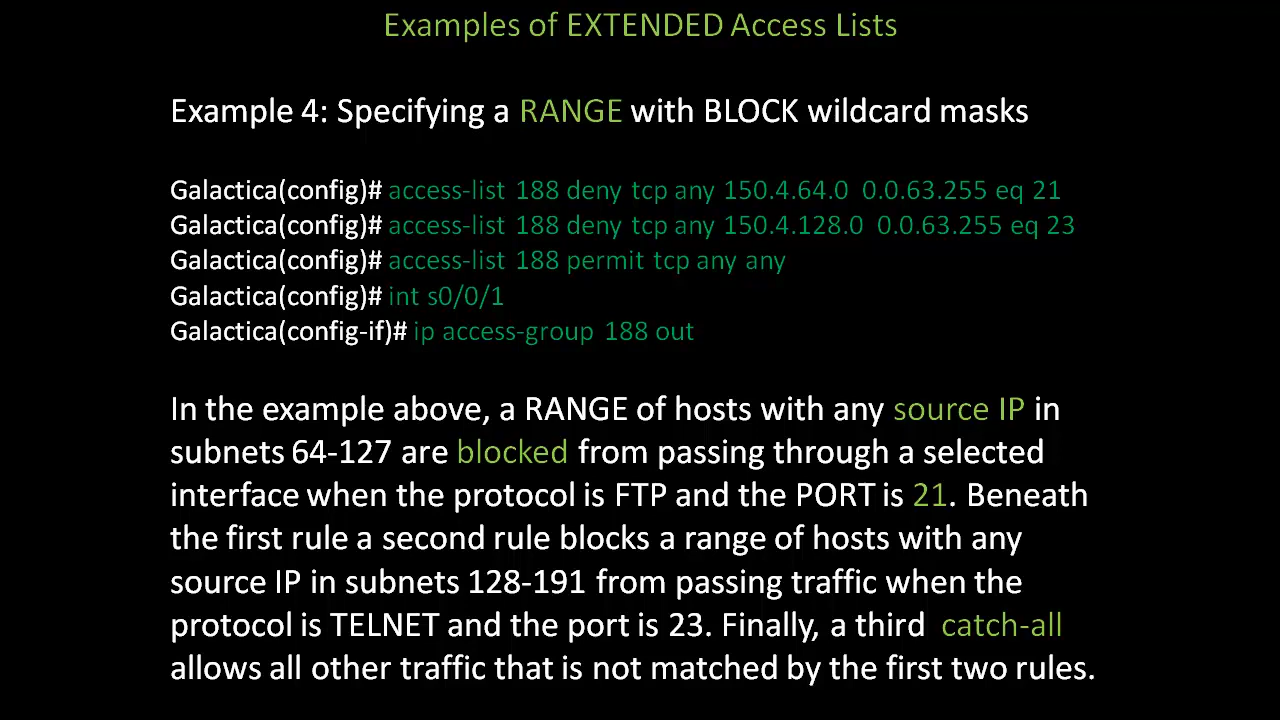 Examples of EXTENDED Access Lists
Example 4: Specifying a RANGE with BLOCK wildcard masks
Galactica(config)# access-list 188 deny tcp any 150.4.64.0 0.0.63.255 eq 21
Galactica(config)# access-list 188 deny tcp any 150.4.128.0 0.0.63.255 eq 23
Galactica(config)# access-list 188 permit tcp any any
Galactica(config)# int s0/0/1
Galactica(config-if)# ip access-group 188 out
In the example above, a RANGE of hosts with any source IP in
subnets 64-127 are blocked from passing through a selected
interface when the protocol is FTP and the PORT is 21. Beneath
the first rule a second rule blocks a range of hosts with any
source IP in subnets 128-191 from passing traffic when the
protocol is TELNET and the port is 23. Finally, a third catch-all
allows all other traffic that is not matched by the first two rules.